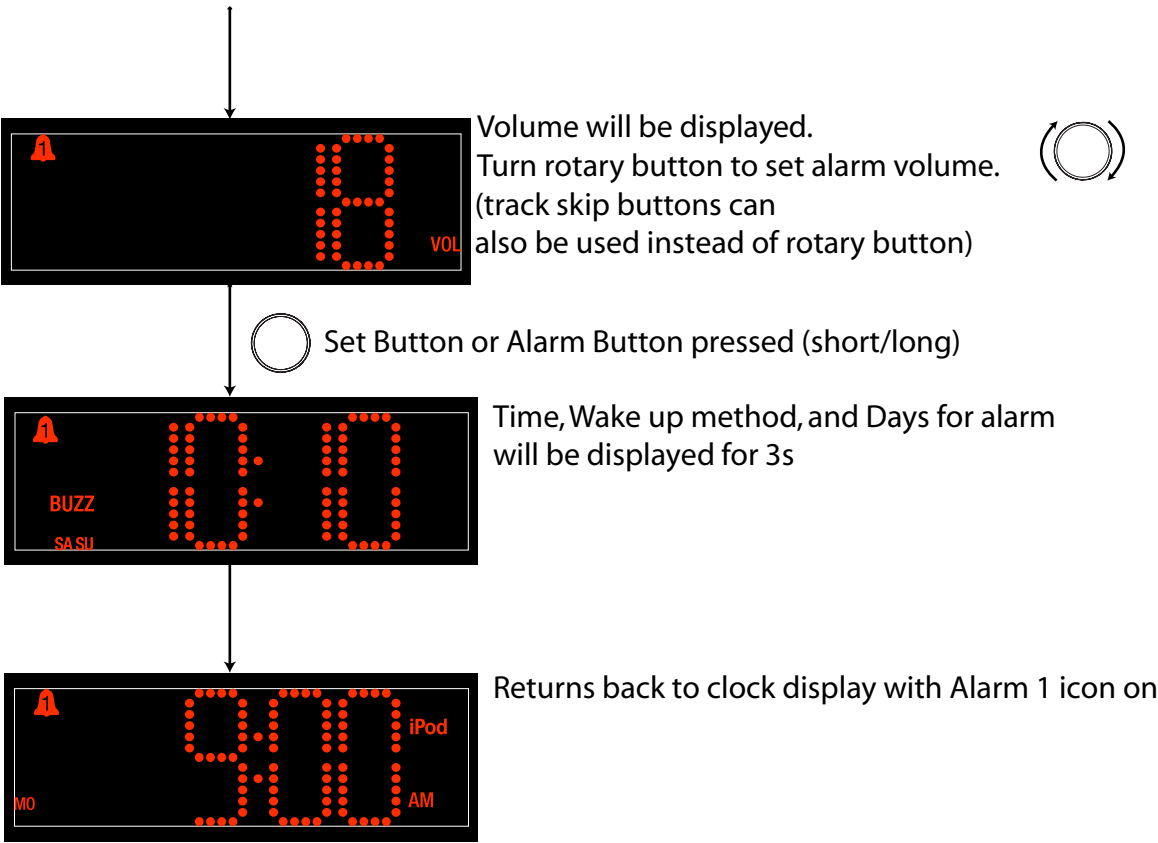 1
18
VOL
Volume will be displayed.
Turn rotary button to set alarm volume.
(track skip buttons can
also be used instead of rotary button)
Set Button or Alarm Button pressed (short/long)
1
10:10
BUZZ
SA SU
Time, Wake up method, and Days for alarm
will be displayed for 3s
1
9:00
iPod
AM
MO
Returns back to clock display with Alarm 1 icon on